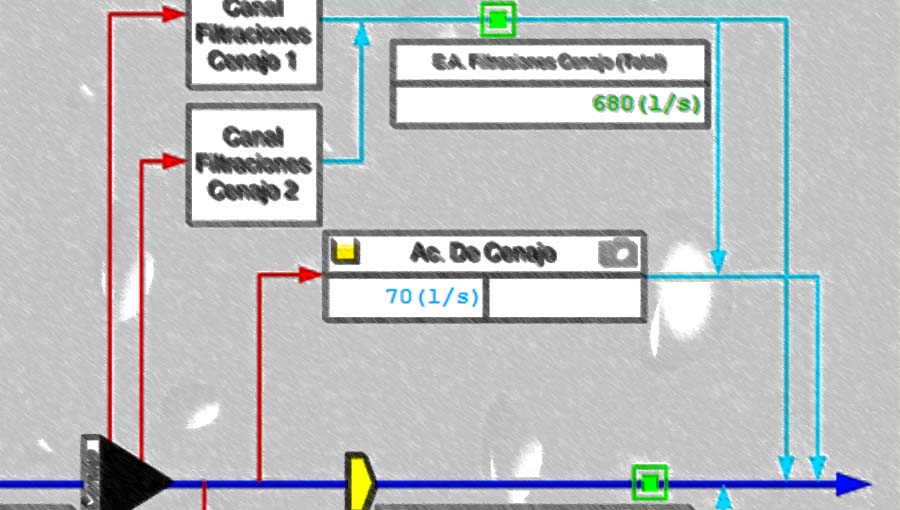 Canal
Filtraciones
Cenajo 1
E.A. Filtraciones Cenajo (Total)
680(l/s)
Canal
Filtraciones
Cenajo 2
Ac. De Cenajo
70(l/s)